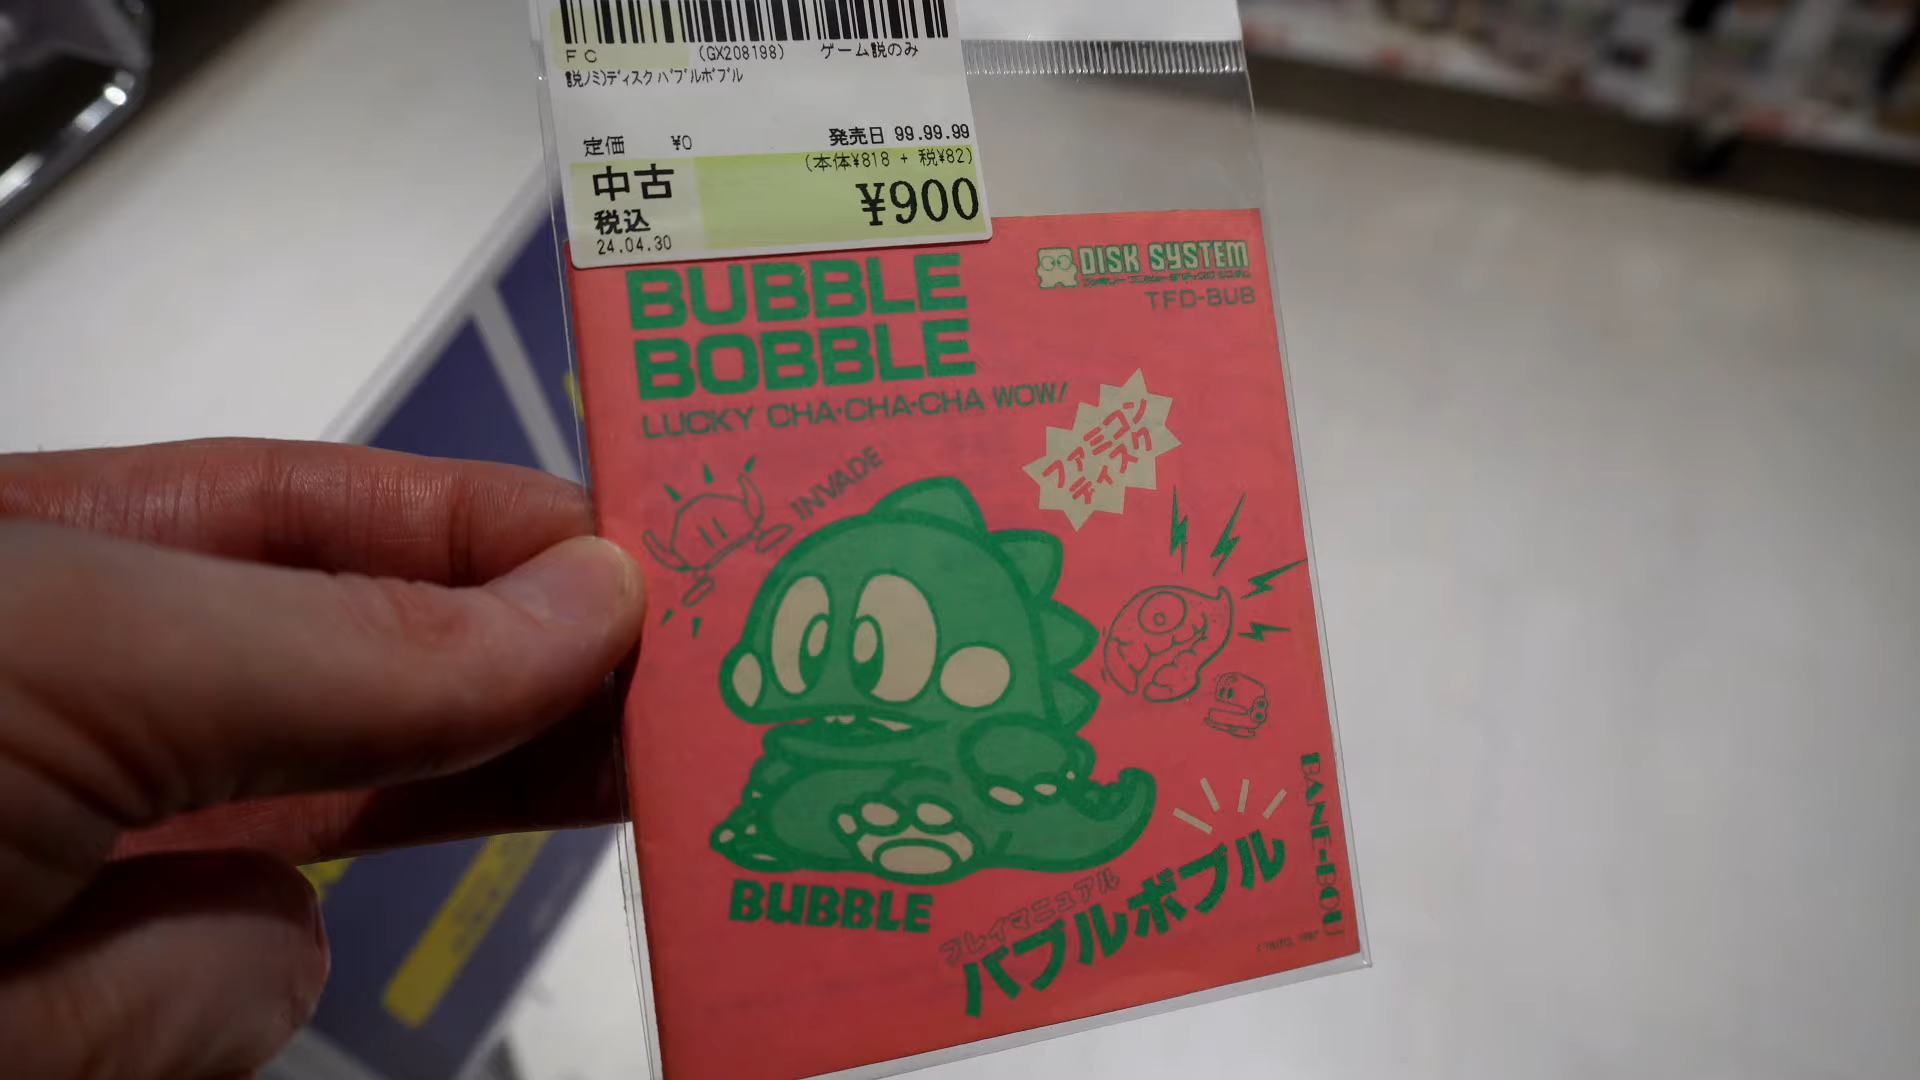 FC (GX208198) ゲーム説のみ
説ノミ)ディスク バブルボブル
定価 ¥0 発売日 99.99.99
(本体¥818 + 税¥82)
中古 ¥900
税込
24.04.30
DISK SYSTEM
TFD-BUB
BUBBLE
BOBBLE
LUCKY CHA·CHA·CHA WOW!
ファミコン
ディスク
INVADE
BUBBLE
プレイマニュアル
バブルボブル
BANE-BOU